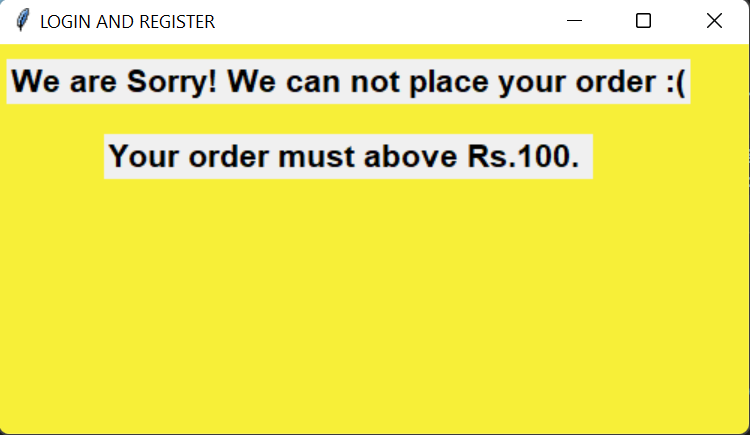 LOGIN AND REGISTER
We are Sorry! We can not place your order :(
Your order must above Rs.100.